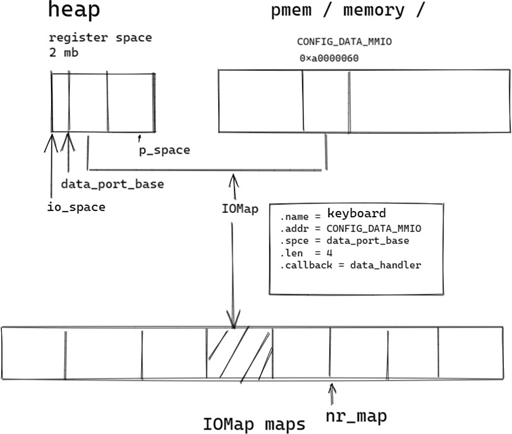 heap
pmem / memory /
register space
2 mb
CONFIG_DATA_MMIO
0xa0000060
p_space
data_port_base
io_space
IOMap
.name = keyboard
.addr = CONFIG_DATA_MMIO
.spce = data_port_base
.len = 4
.callback = data_handler
nr_map
IOMap maps